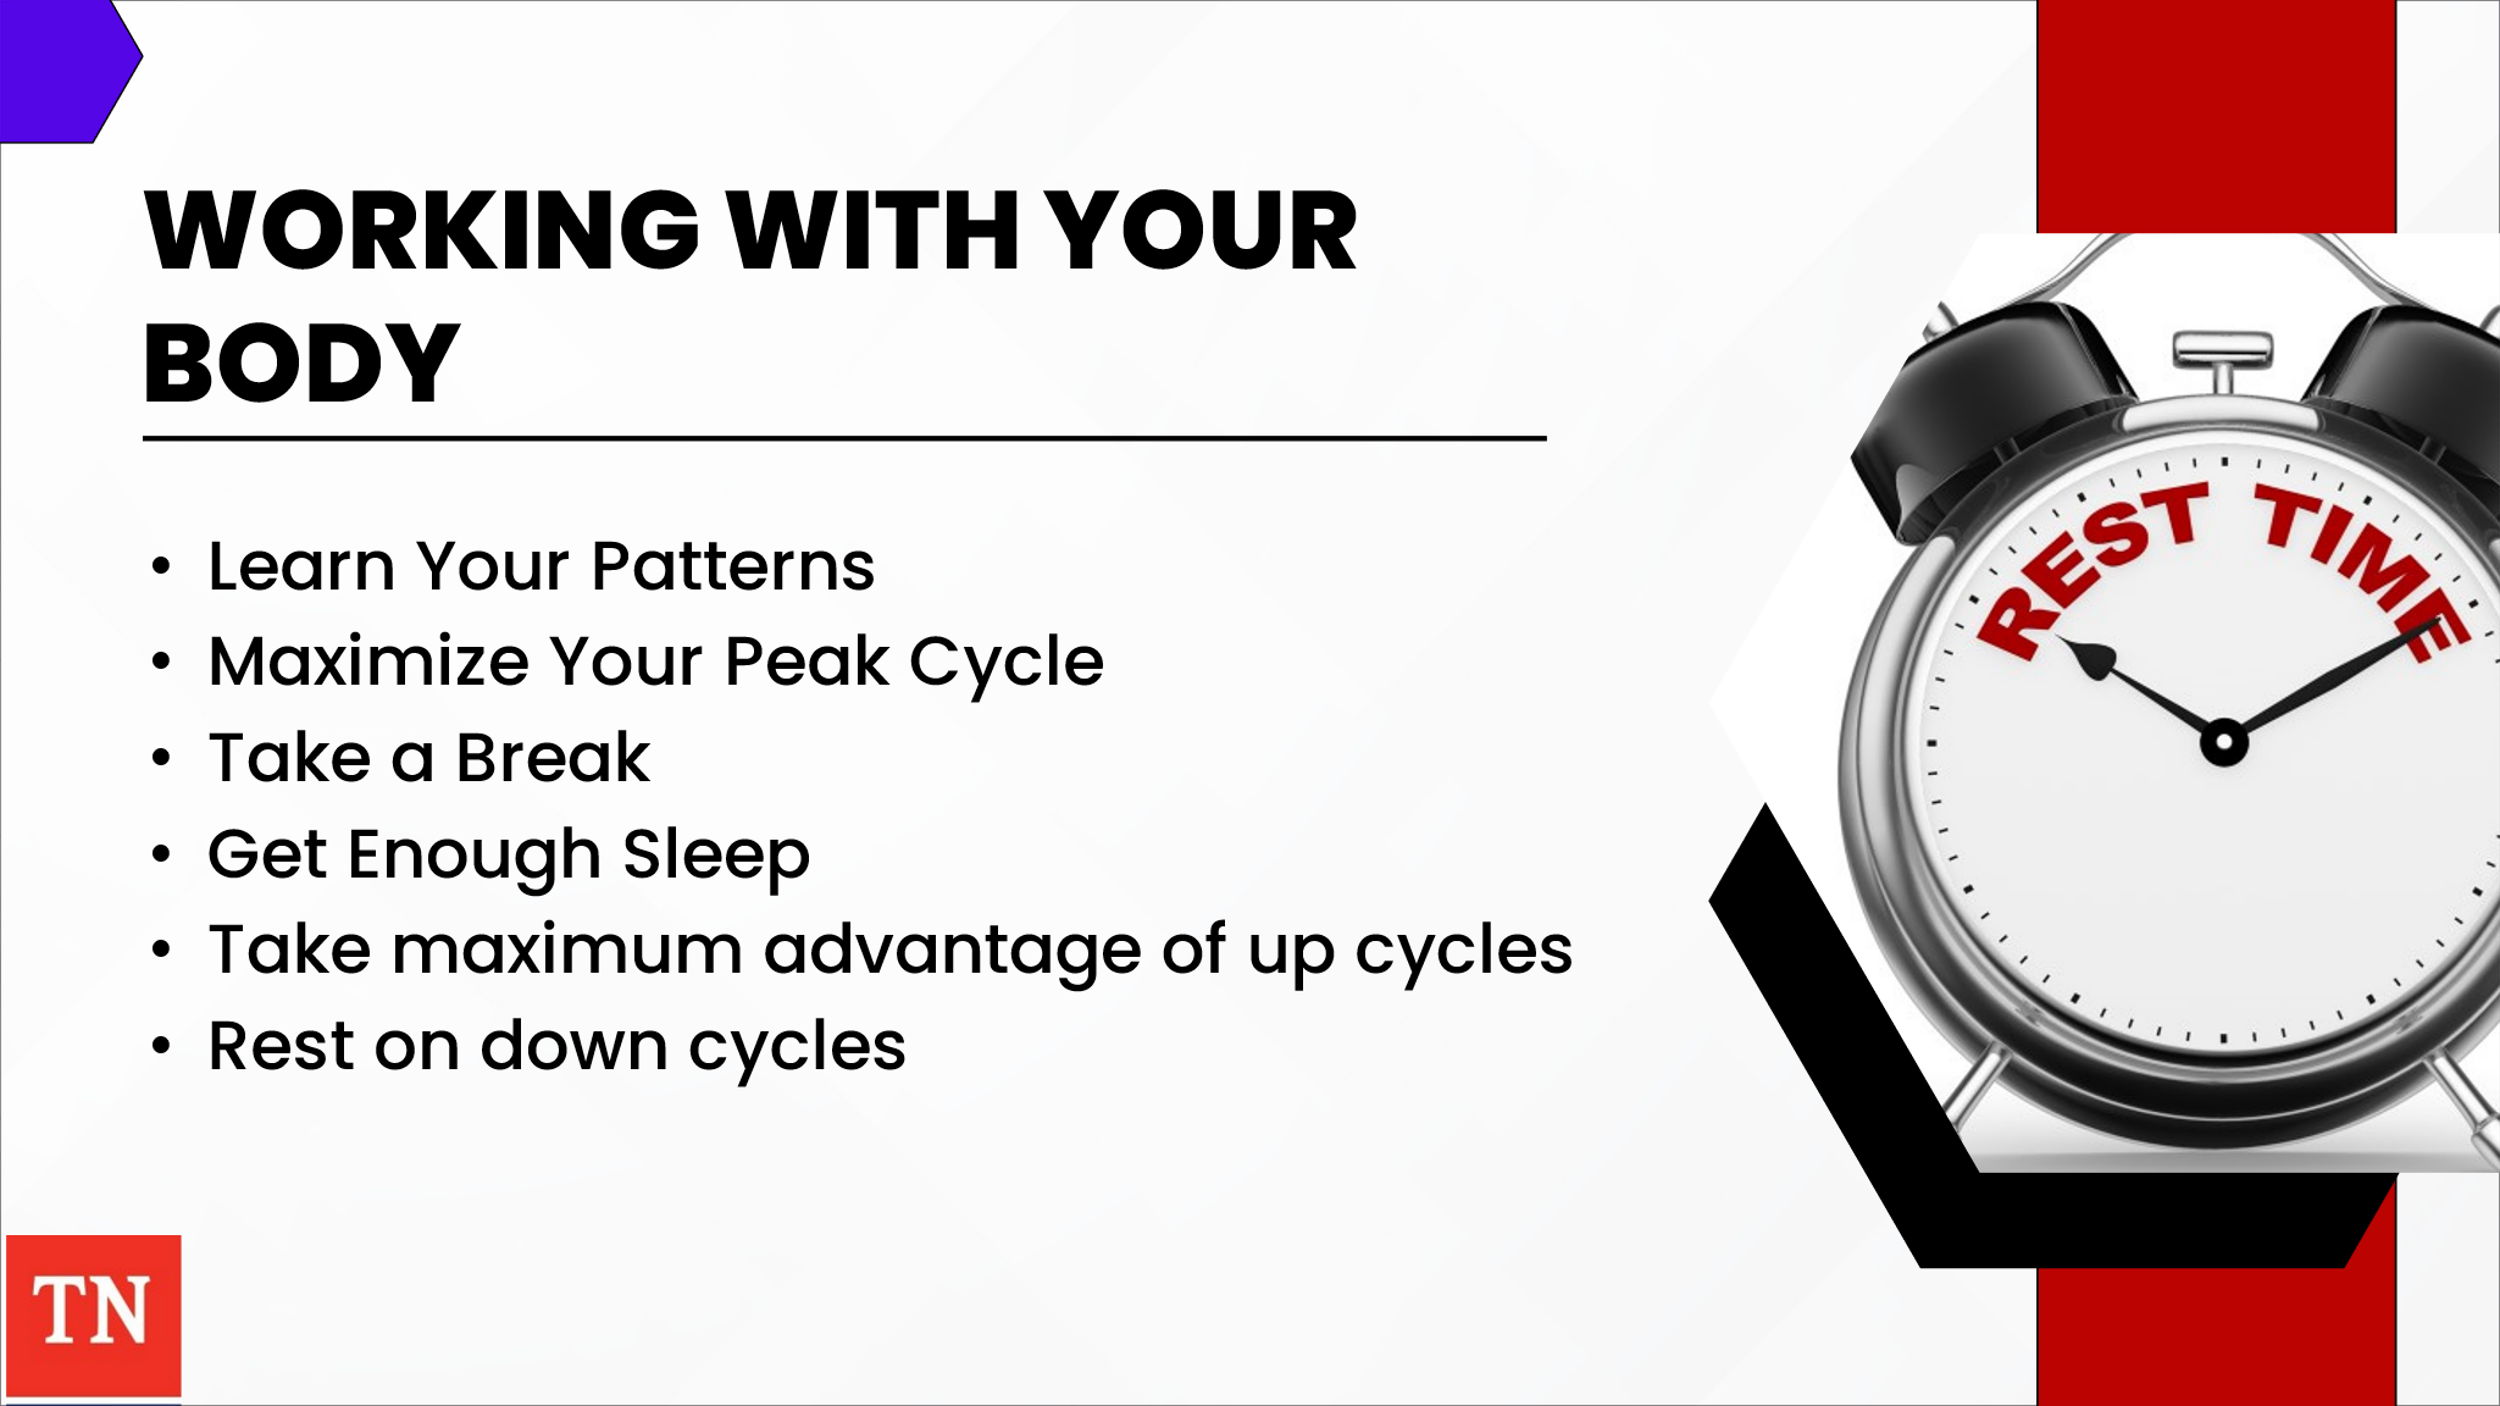 WORKING WITH YOUR
BODY
• Learn Your Patterns
• Maximize Your Peak Cycle
• Take a Break
• Get Enough Sleep
• Take maximum advantage of up cycles
• Rest on down cycles
REST TIME
TN